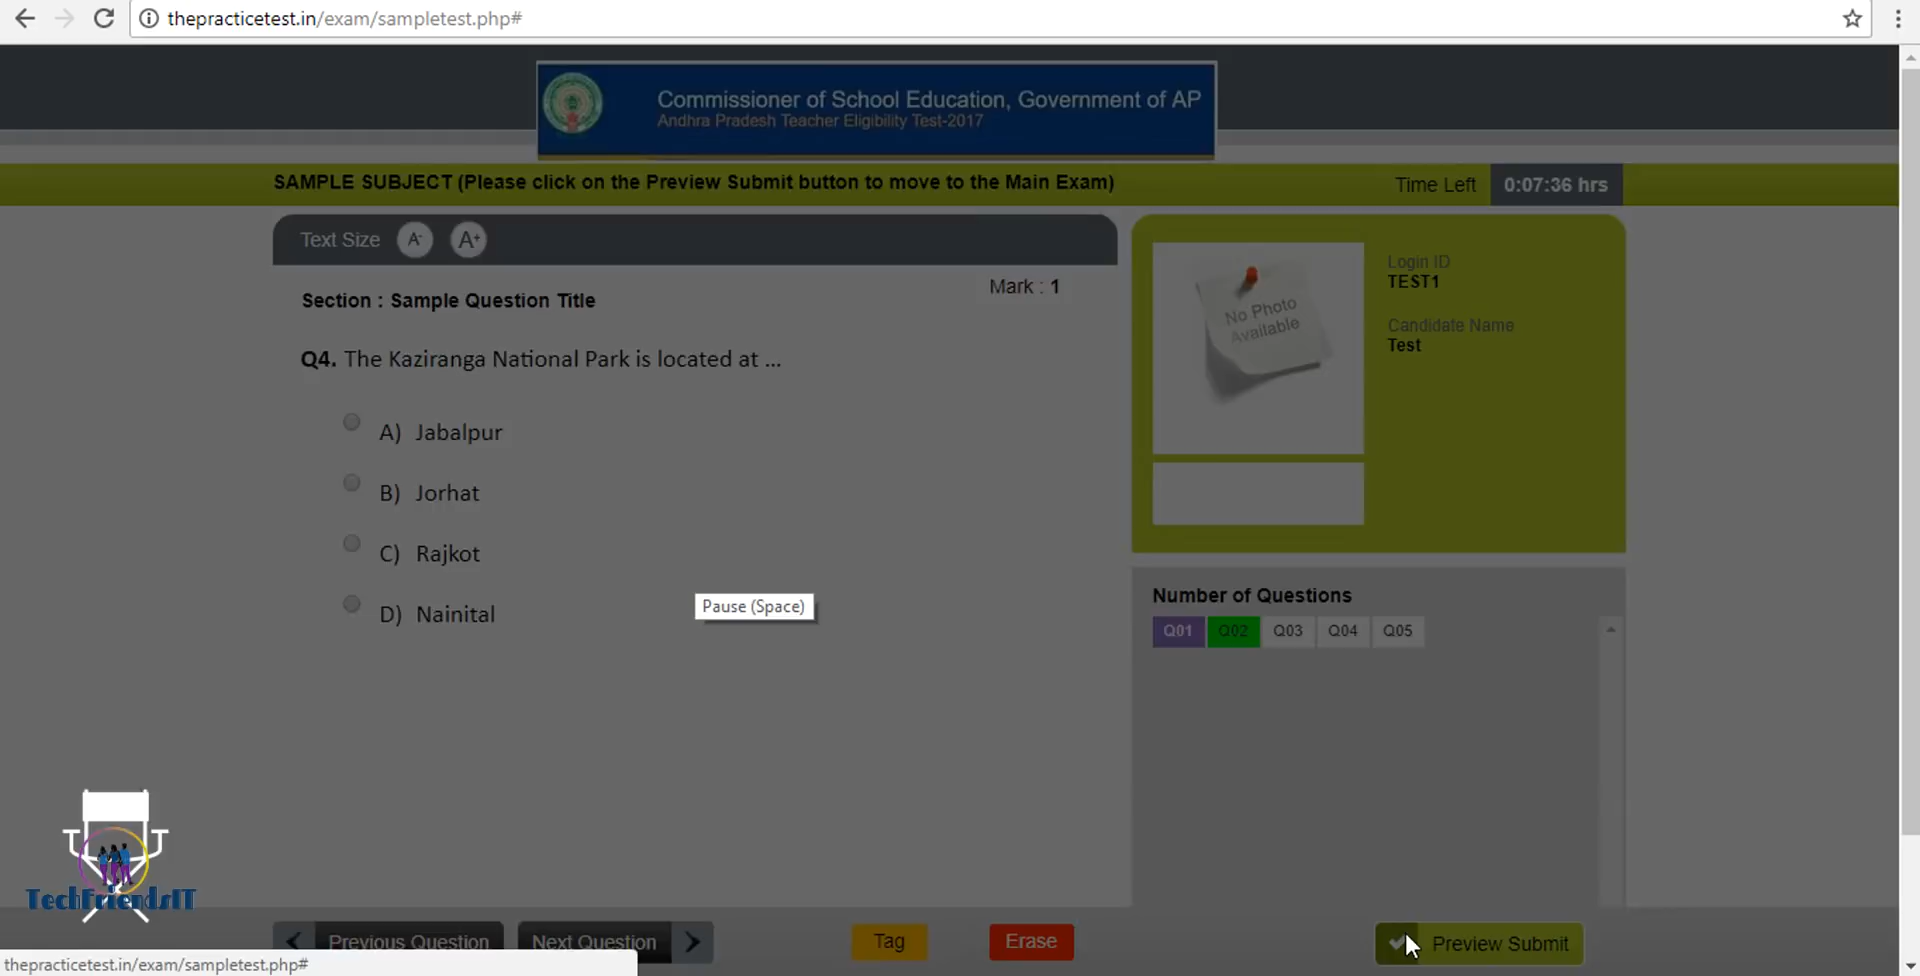 thepracticetest.in/exam/sampletest.php#
Commissioner of School Education, Government of AP
Andhra Pradesh Teacher Eligibility Test-2017
SAMPLE SUBJECT (Please click on the Preview Submit button to move to the Main Exam)
Time Left 0:07:36 hrs
Text Size A- A+
Mark : 1
Section : Sample Question Title
Q4. The Kaziranga National Park is located at ...
A) Jabalpur
B) Jorhat
C) Rajkot
D) Nainital
Pause (Space)
No Photo
Available
Login ID
TEST1
Candidate Name
Test
Number of Questions
Q01 Q02 Q03 Q04 Q05
TechFriendsIT
Previous Question Next Question Tag Erase Preview Submit
thepracticetest.in/exam/sampletest.php#